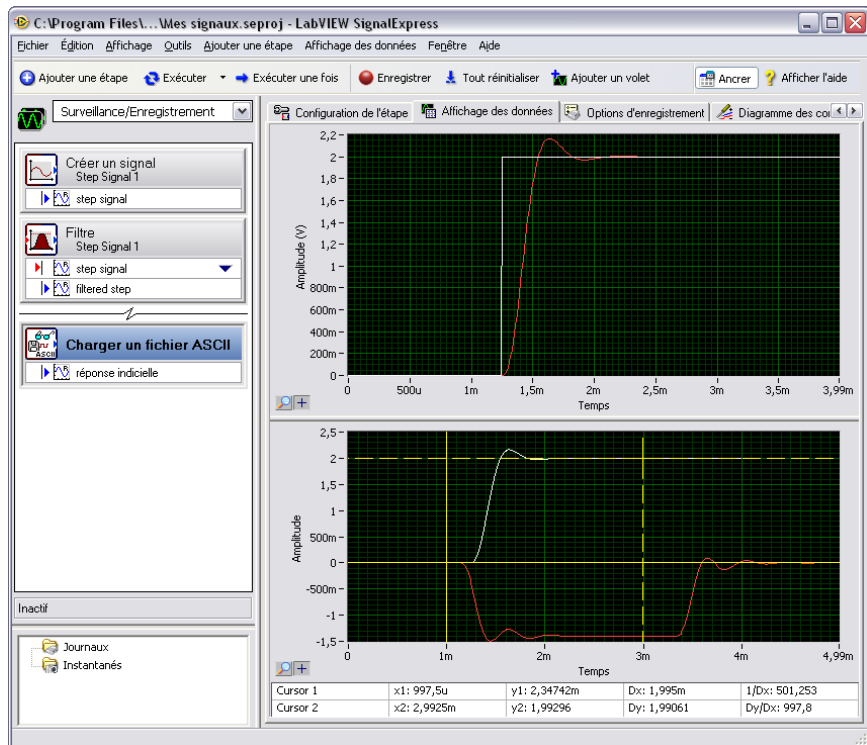 C:\Program Files\...\Mes signaux.seproj - LabVIEW SignalExpress
Fichier Édition Affichage Outils Ajouter une étape Affichage des données Fenêtre Aide
Ajouter une étape Exécuter Exécuter une fois Enregistrer Tout réinitialiser Ajouter un volet Ancrer Afficher l'aide
Surveillance/Enregistrement
Créer un signal
Step Signal 1
step signal
Filtre
Step Signal 1
step signal
filtered step
ASCII
Charger un fichier ASCII
réponse indicielle
Inactif
Journaux
Instantanés
Configuration de l'étape Affichage des données Options d'enregistrement Diagramme des co
2,2
2
1,8
1,6
1,4
1,2
1
800m
600m
400m
200m
0
Amplitude (V)
0 500u 1m 1,5m 2m 2,5m 3m 3,5m 3,99m
Temps
2,5
2
1,5
1
500m
0
-500m
-1
-1,5
Amplitude
0 1m 2m 3m 4m 4,99m
Temps
Cursor 1 x1: 997,5u y1: 2,34742m Dx: 1,995m 1/Dx: 501,253
Cursor 2 x2: 2,9925m y2: 1,99296 Dy: 1,99061 Dy/Dx: 997,8